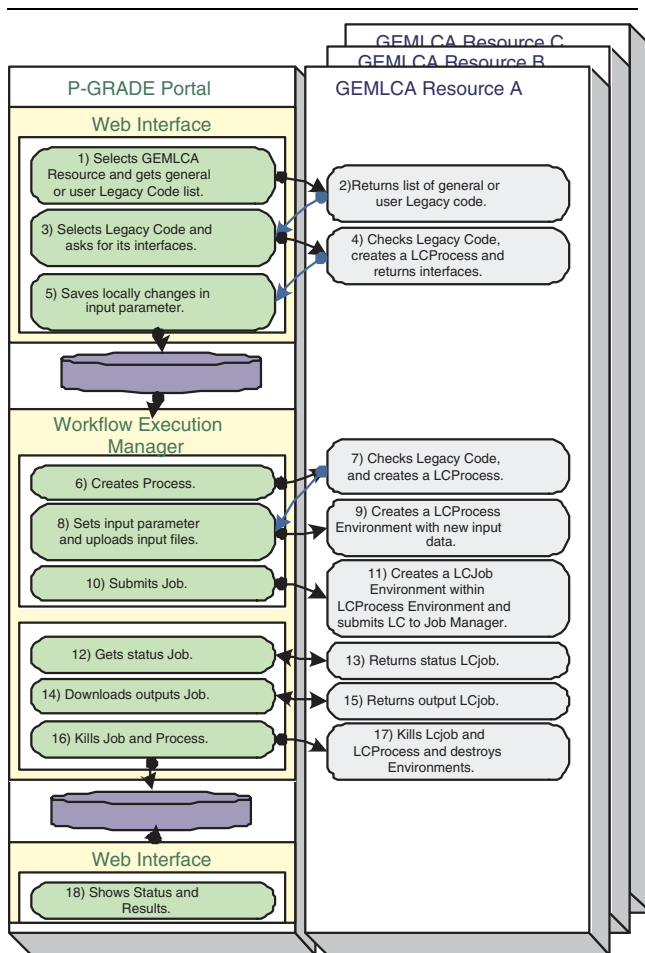 GEMLCA Resource C
GEMLCA Resource B
P-GRADE Portal
GEMLCA Resource A
Web Interface
1) Selects GEMLCA
Resource and gets general
or user Legacy Code list.
2)Returns list of general or
user Legacy code.
3) Selects Legacy Code and
asks for its interfaces.
4) Checks Legacy Code,
creates a LCProcess and
returns interfaces.
5) Saves locally changes in
input parameter.
Workflow Execution
Manager
6) Creates Process.
7) Checks Legacy Code,
and creates a LCProcess.
8) Sets input parameter
and uploads input files.
9) Creates a LCProcess
Environment with new input
data.
10) Submits Job.
11) Creates a LCJob
Environment within
LCProcess Environment and
submits LC to Job Manager.
12) Gets status Job.
13) Returns status LCjob.
14) Downloads outputs Job.
15) Returns output LCjob.
16) Kills Job and Process.
17) Kills Lcjob and
LCProcess and destroys
Environments.
Web Interface
18) Shows Status and
Results.